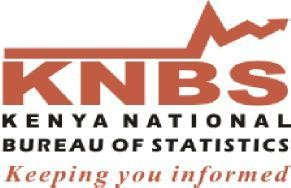 KNBS
KENYA NATIONAL
BUREAU OF STATISTICS
Keeping you informed